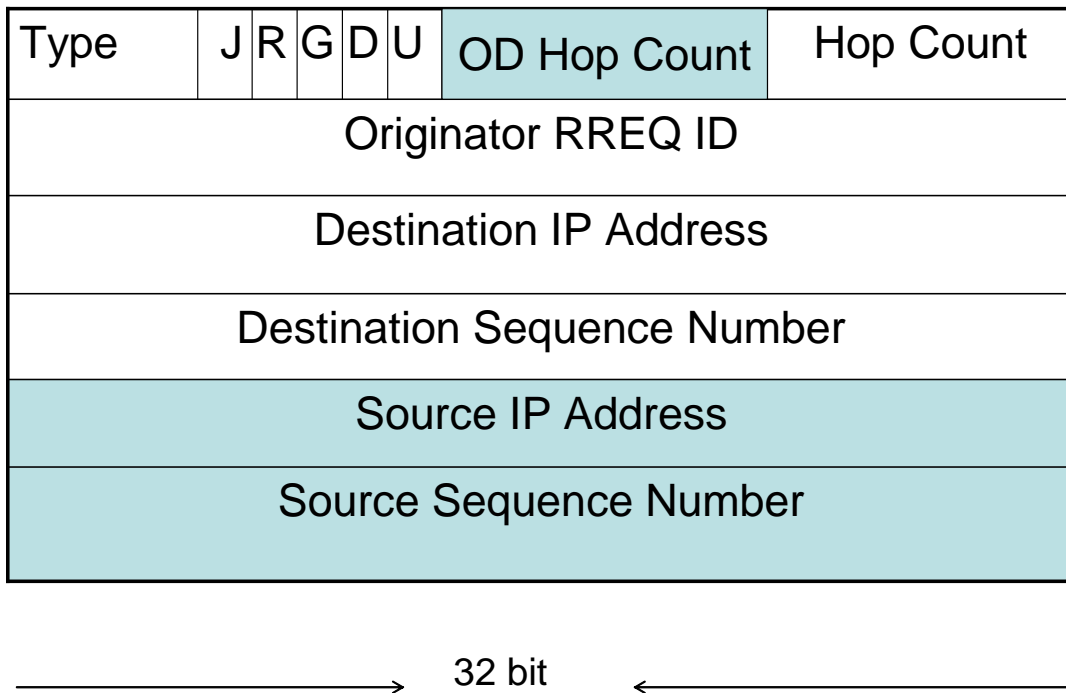 Type J R G D U OD Hop Count Hop Count
Originator RREQ ID
Destination IP Address
Destination Sequence Number
Source IP Address
Source Sequence Number
32 bit